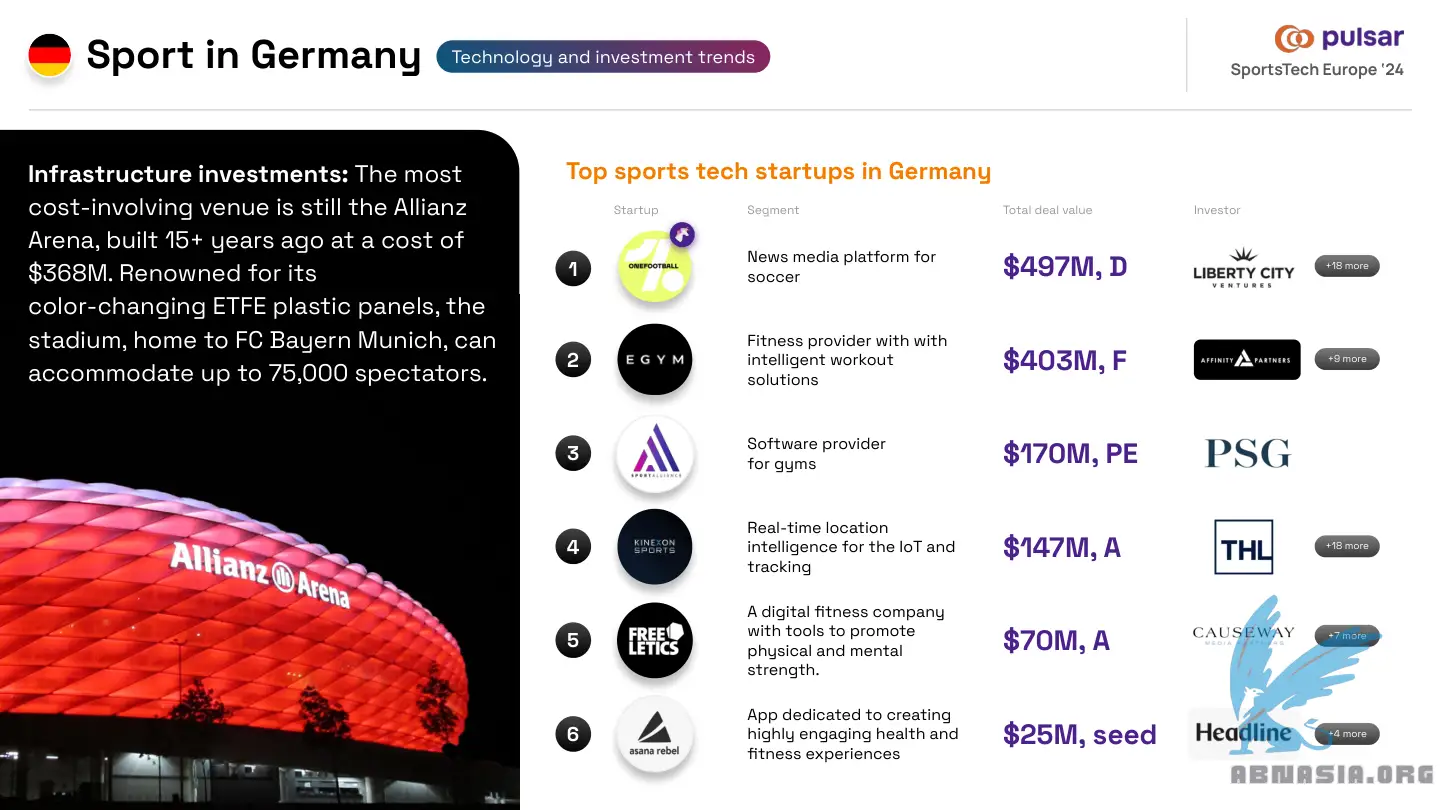 Sport in Germany
Technology and investment trends
pulsar
SportsTech Europe ‘24
Infrastructure investments: The most
cost-involving venue is still the Allianz
Arena, built 15+ years ago at a cost of
$368M. Renowned for its
color-changing ETFE plastic panels, the
stadium, home to FC Bayern Munich, can
accommodate up to 75,000 spectators.
Allianz Arena
Top sports tech startups in Germany
Startup
Segment
Total deal value
Investor
1
ONEFOOTBALL
News media platform for
soccer
$497M, D
LIBERTY CITY
VENTURES
+18 more
2
EGYM
Fitness provider with with
intelligent workout
solutions
$403M, F
AFFINITY PARTNERS
+9 more
3
SPORTALLIANCE
Software provider
for gyms
$170M, PE
PSG
4
KINEXON
SPORTS
Real-time location
intelligence for the IoT and
tracking
$147M, A
THL
+18 more
5
FREE
LETICS
A digital fitness company
with tools to promote
physical and mental
strength.
$70M, A
CAUSEWAY
+7 more
6
asana rebel
App dedicated to creating
highly engaging health and
fitness experiences
$25M, seed
Headline
+4 more
ABMASIA.ORG